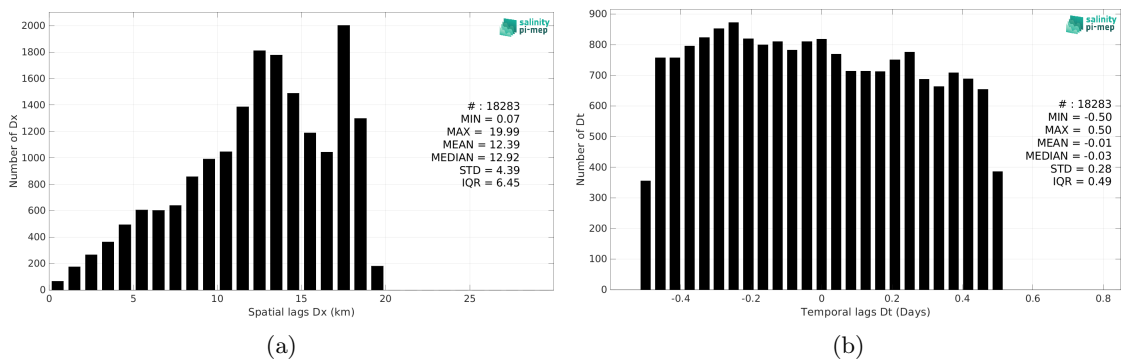 2000
1800
1600
1400
1200
1000
800
600
400
200
0
Number of Dx
salinity
pi-mep
# : 18283
MIN = 0.07
MAX = 19.99
MEAN = 12.39
MEDIAN = 12.92
STD = 4.39
IQR = 6.45
0 5 10 15 20 25
Spatial lags Dx (km)
(a)
900
800
700
600
500
400
300
200
100
0
Number of Dt
salinity
pi-mep
# : 18283
MIN = -0.50
MAX = 0.50
MEAN = -0.01
MEDIAN = -0.03
STD = 0.28
IQR = 0.49
-0.4 -0.2 0 0.2 0.4 0.6 0.8
Temporal lags Dt (Days)
(b)